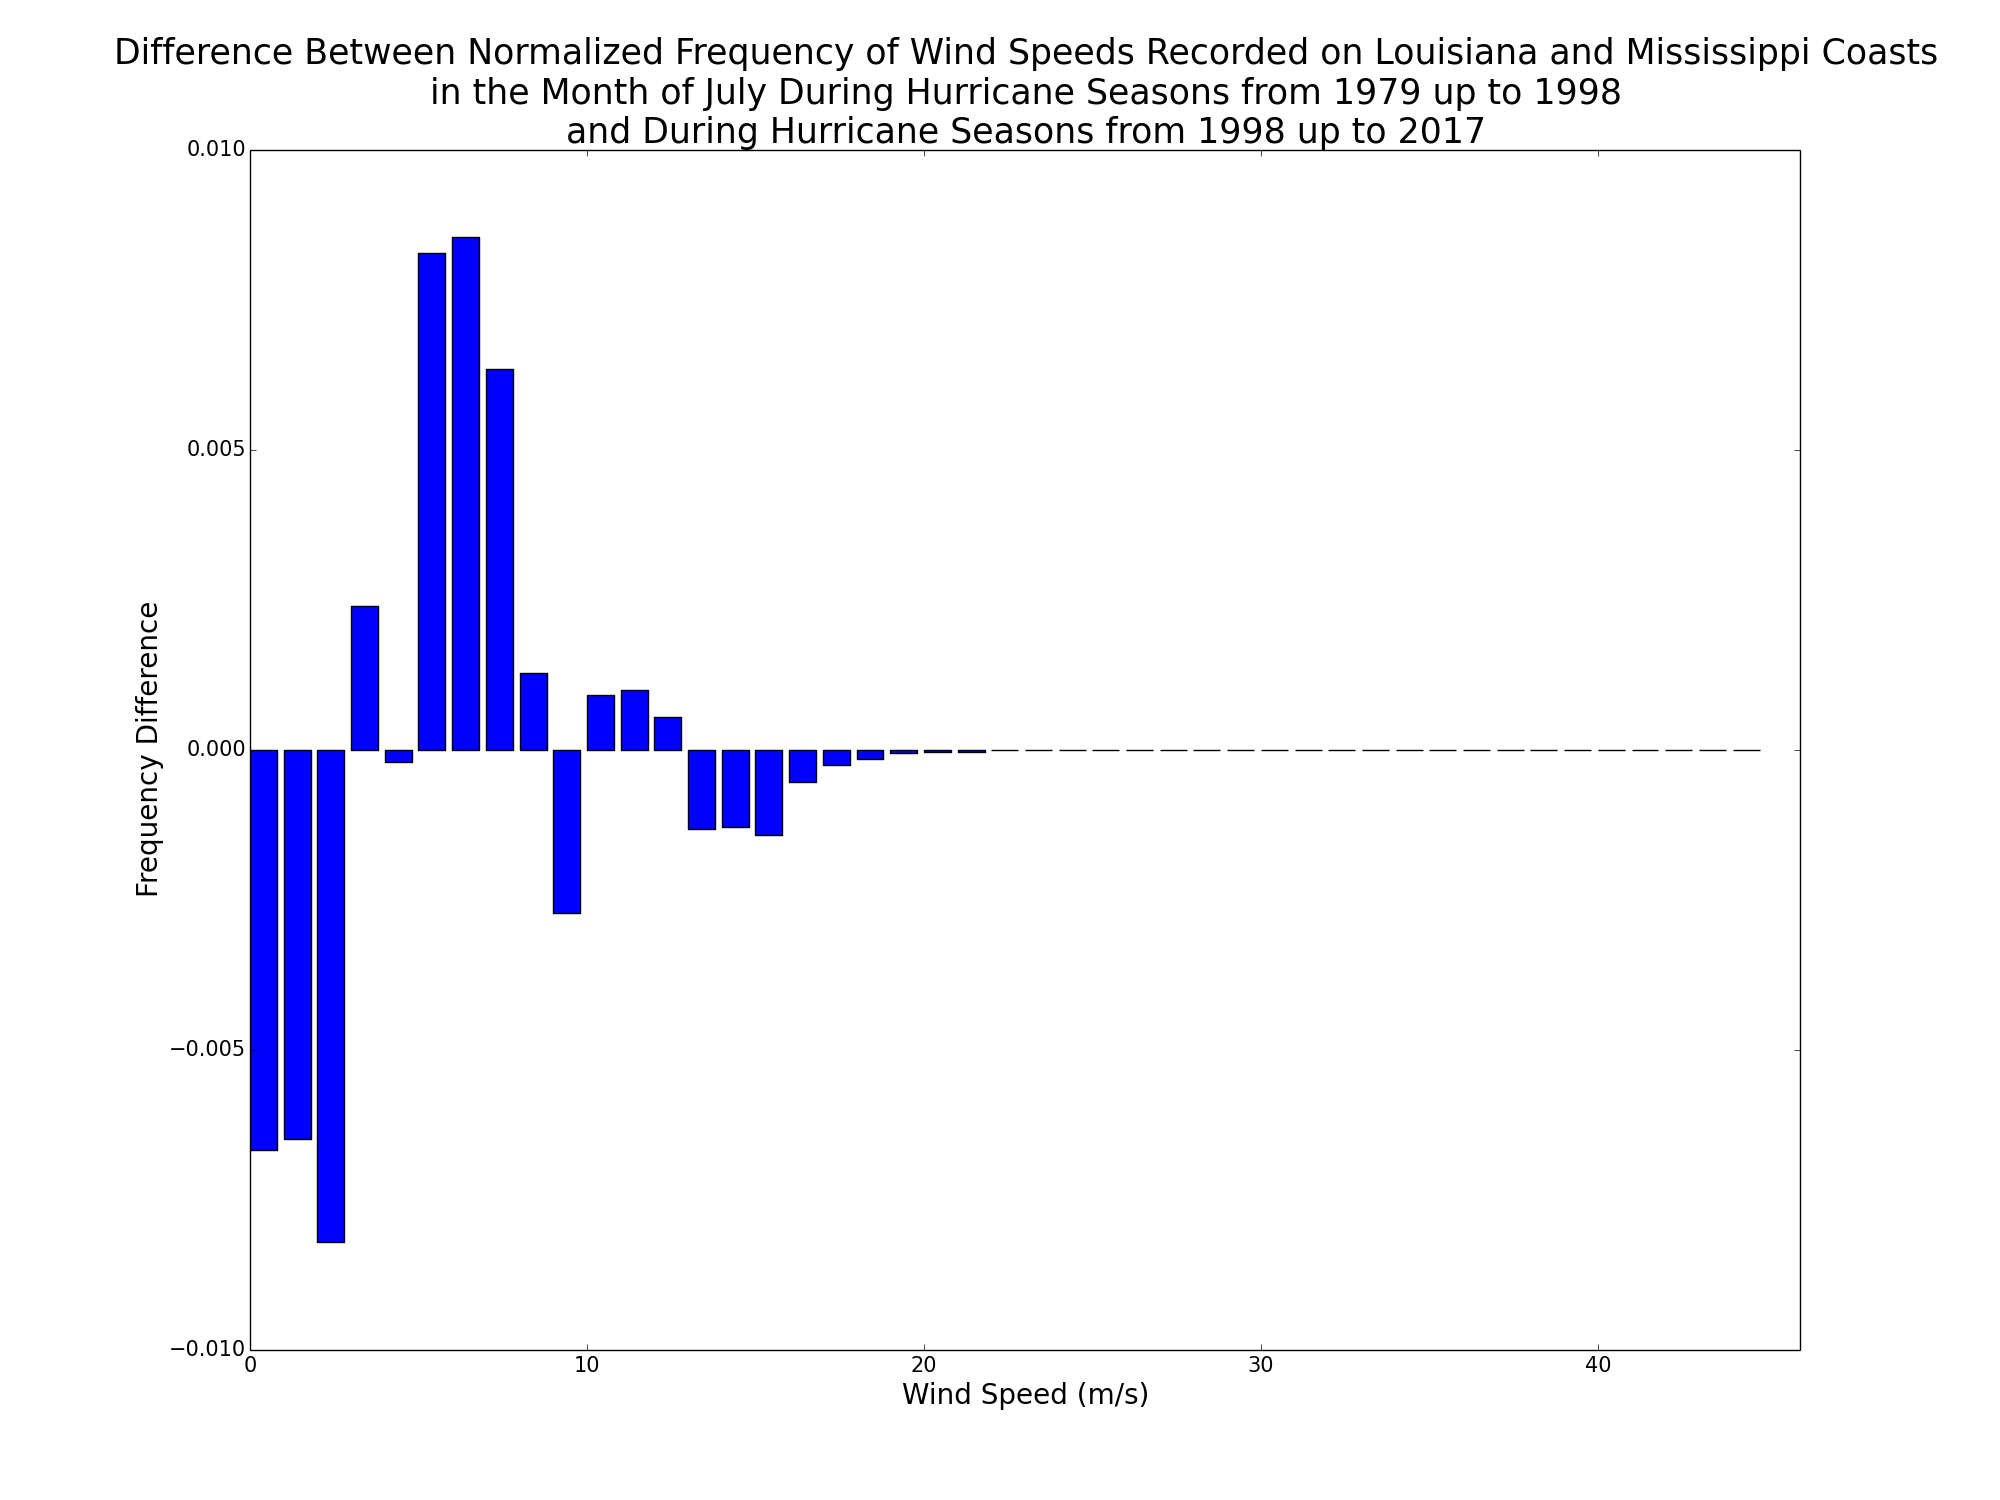 Difference Between Normalized Frequency of Wind Speeds Recorded on Louisiana and Mississippi Coasts
in the Month of July During Hurricane Seasons from 1979 up to 1998
and During Hurricane Seasons from 1998 up to 2017
0.010
0.005
0.000
−0.005
−0.010
Frequency Difference
0 10 20 30 40
Wind Speed (m/s)